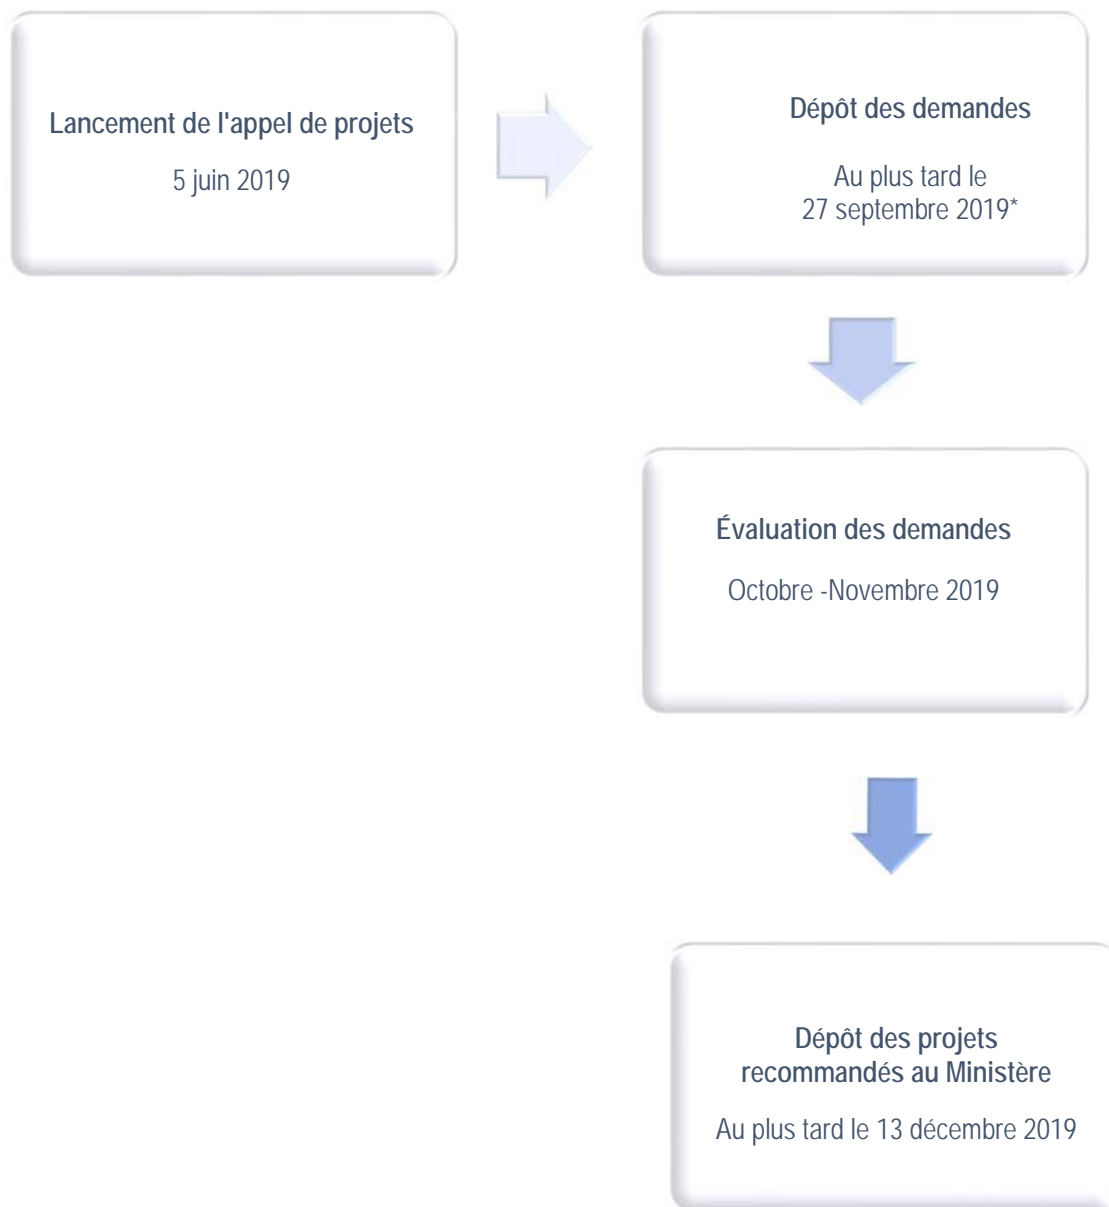 Lancement de l'appel de projets
5 juin 2019
Dépôt des demandes
Au plus tard le
27 septembre 2019*
Évaluation des demandes
Octobre -Novembre 2019
Dépôt des projets
recommandés au Ministère
Au plus tard le 13 décembre 2019